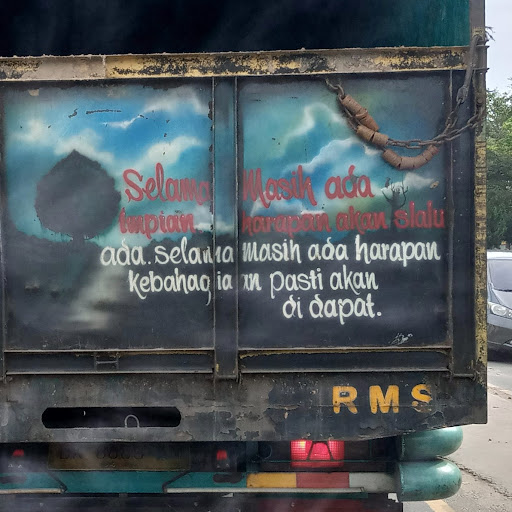 Selama Masih ada
Impian. harapan akan slalu
ada. selama masih ada harapan
kebahagiaan pasti akan
di dapat.
RMS